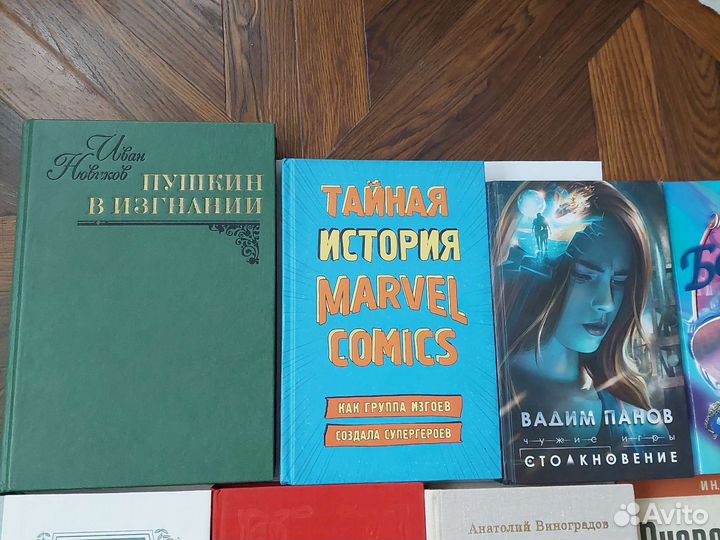 Иван
Новиков
ПУШКИН
В ИЗГНАНИИ
ТАЙНАЯ
ИСТОРИЯ
MARVEL
COMICS
КАК ГРУППА ИЗГОЕВ
СОЗДАЛА СУПЕРГЕРОЕВ
ВАДИМ ПАНОВ
ЧУЖИЕ ИГРЫ
СТОЛКНОВЕНИЕ
Анатолий Виноградов
Avito